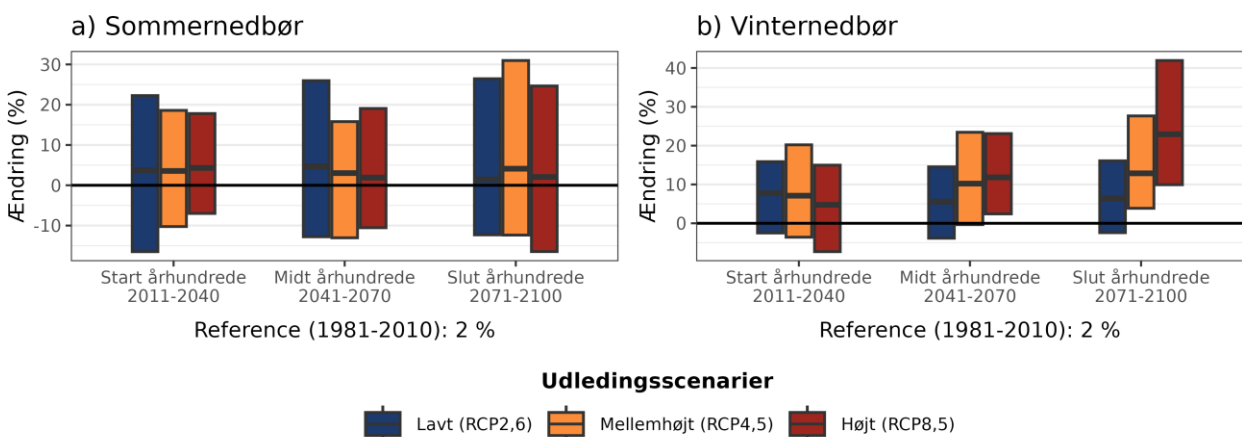 a) Sommernedbør
Ændring (%)
30
20
10
0
-10
Start århundrede
2011-2040
Midt århundrede
2041-2070
Slut århundrede
2071-2100
Reference (1981-2010): 2 %
b) Vinternedbør
Ændring (%)
40
30
20
10
0
Start århundrede
2011-2040
Midt århundrede
2041-2070
Slut århundrede
2071-2100
Reference (1981-2010): 2 %
Udledingsscenarier
Lavt (RCP2,6)
Mellemhøjt (RCP4,5)
Højt (RCP8,5)